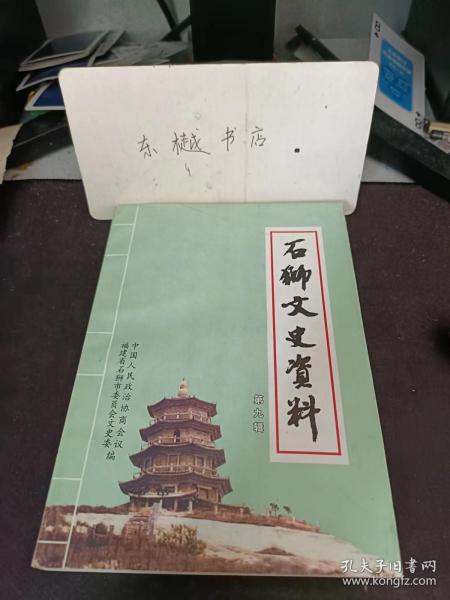 东樾书店
石狮文史資料
第九辑
中国人民政治协商会议
福建省石狮市委员会文史委 编
孔夫子旧书网
www.kongfz.com